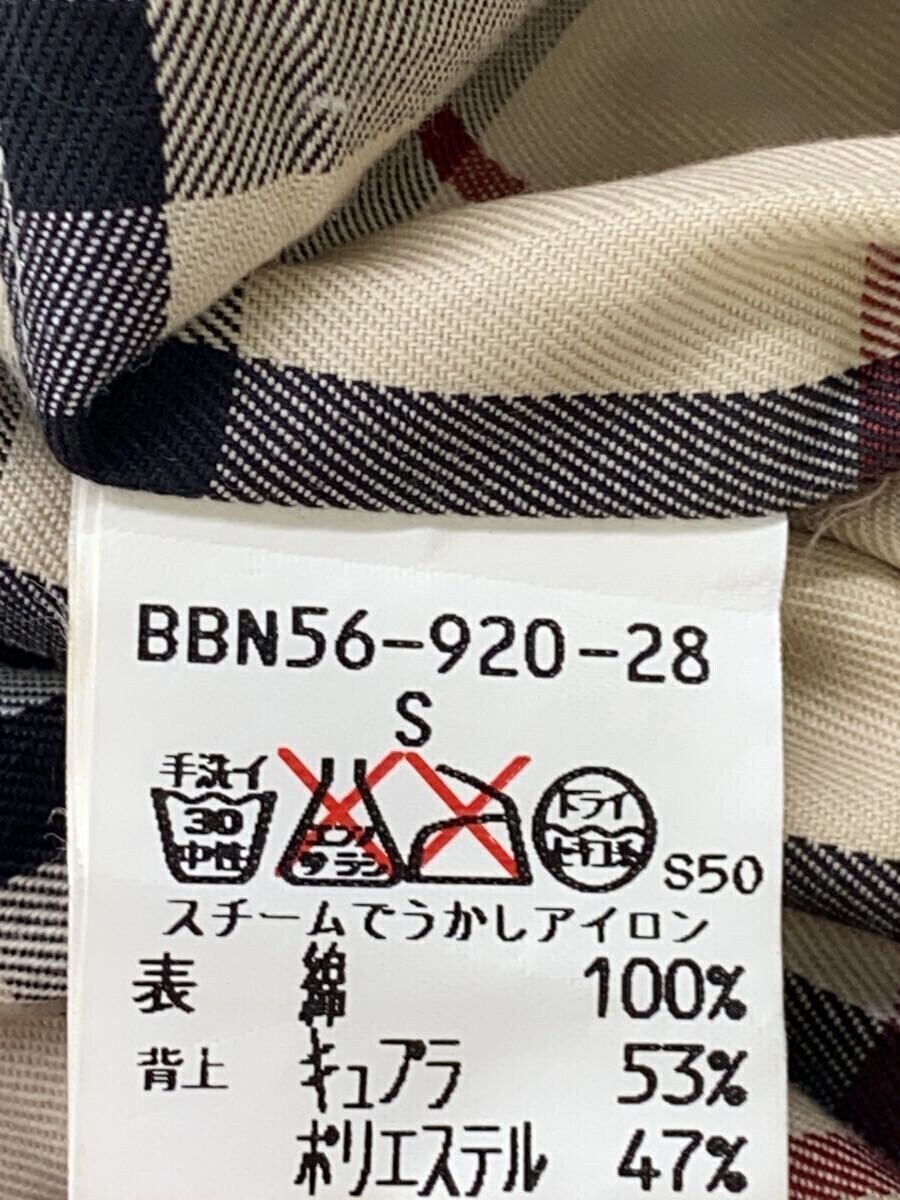 BBN56-920-28
S
手洗イ
30
中性
エンソ
サラシ
ドライ
セキユ系
S50
スチームでうかしアイロン
表 綿 100%
背上 キュプラ 53%
ポリエステル 47%